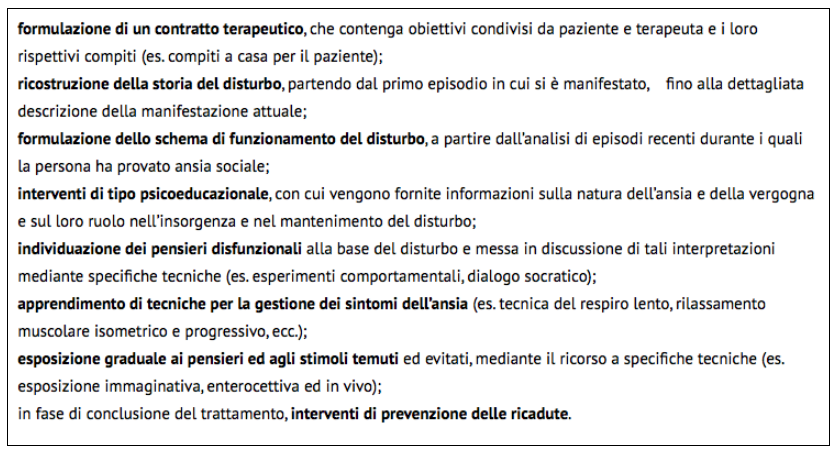 formulazione di un contratto terapeutico, che contenga obiettivi condivisi da paziente e terapeuta e i loro
rispettivi compiti (es. compiti a casa per il paziente);
ricostruzione della storia del disturbo, partendo dal primo episodio in cui si è manifestato, fino alla dettagliata
descrizione della manifestazione attuale;
formulazione dello schema di funzionamento del disturbo, a partire dall'analisi di episodi recenti durante i quali
la persona ha provato ansia sociale;
interventi di tipo psicoeducazionale, con cui vengono fornite informazioni sulla natura dell'ansia e della vergogna
e sul loro ruolo nell'insorgenza e nel mantenimento del disturbo;
individuazione dei pensieri disfunzionali alla base del disturbo e messa in discussione di tali interpretazioni
mediante specifiche tecniche (es. esperimenti comportamentali, dialogo socratico);
apprendimento di tecniche per la gestione dei sintomi dell'ansia (es. tecnica del respiro lento, rilassamento
muscolare isometrico e progressivo, ecc.);
esposizione graduale ai pensieri ed agli stimoli temuti ed evitati, mediante il ricorso a specifiche tecniche (es.
esposizione immaginativa, enterocettiva ed in vivo);
in fase di conclusione del trattamento, interventi di prevenzione delle ricadute.